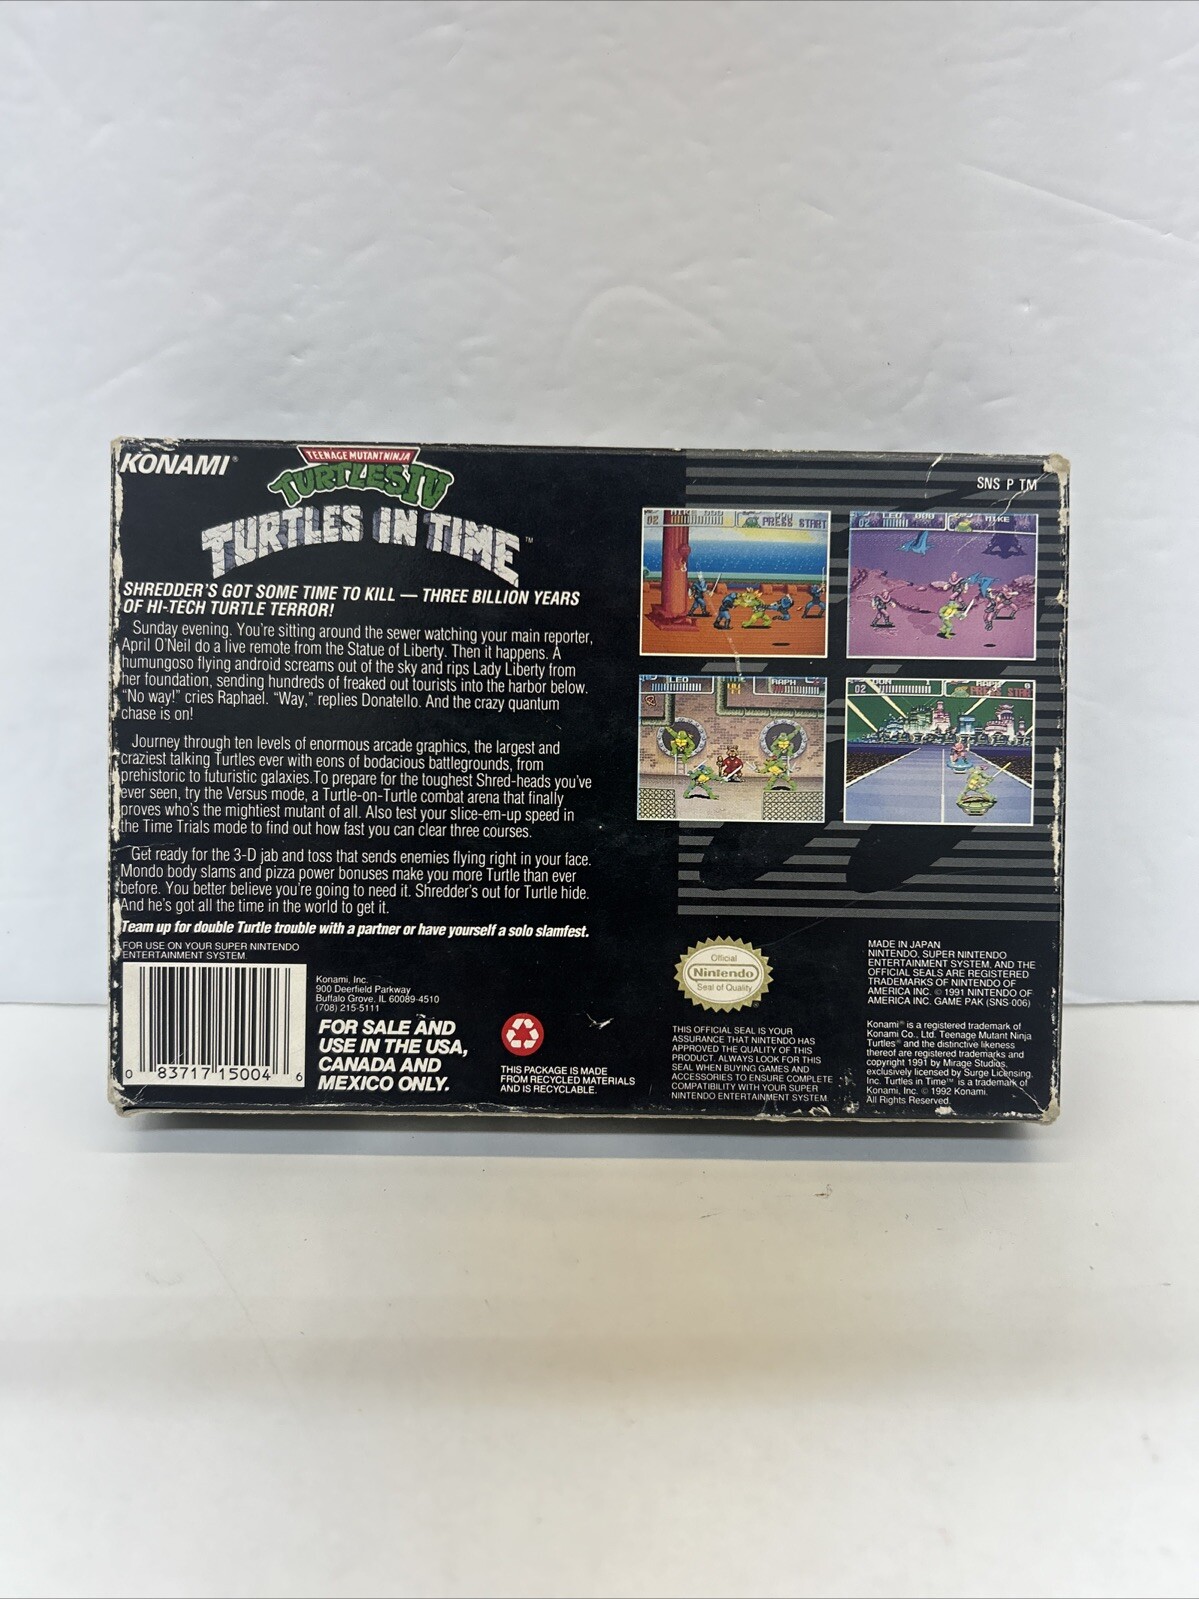 KONAMI®
TEENAGE MUTANT NINJA
TURTLES IV
TURTLES IN TIME™
SNS P TM
SHREDDER'S GOT SOME TIME TO KILL — THREE BILLION YEARS
OF HI-TECH TURTLE TERROR!
Sunday evening. You're sitting around the sewer watching your main reporter,
April O'Neil do a live remote from the Statue of Liberty. Then it happens. A
humungoso flying android screams out of the sky and rips Lady Liberty from
her foundation, sending hundreds of freaked out tourists into the harbor below.
"No way!" cries Raphael. "Way," replies Donatello. And the crazy quantum
chase is on!
Journey through ten levels of enormous arcade graphics, the largest and
craziest talking Turtles ever with eons of bodacious battlegrounds, from
prehistoric to futuristic galaxies.To prepare for the toughest Shred-heads you've
ever seen, try the Versus mode, a Turtle-on-Turtle combat arena that finally
proves who's the mightiest mutant of all. Also test your slice-em-up speed in
the Time Trials mode to find out how fast you can clear three courses.
Get ready for the 3-D jab and toss that sends enemies flying right in your face.
Mondo body slams and pizza power bonuses make you more Turtle than ever
before. You better believe you're going to need it. Shredder's out for Turtle hide.
And he's got all the time in the world to get it.
Team up for double Turtle trouble with a partner or have yourself a solo slamfest.
FOR USE ON YOUR SUPER NINTENDO
ENTERTAINMENT SYSTEM
0 83717 15004 6
Konami, Inc.
900 Deerfield Parkway
Buffalo Grove, IL 60089-4510
(708) 215-5111
FOR SALE AND
USE IN THE USA,
CANADA AND
MEXICO ONLY.
THIS PACKAGE IS MADE
FROM RECYCLED MATERIALS
AND IS RECYCLABLE.
02
PRESS START
LEO
MIKE
LEO
RAPH
DON 1
RAPH 0
02
PRESS STAR
Official
Nintendo
Seal of Quality
THIS OFFICIAL SEAL IS YOUR
ASSURANCE THAT NINTENDO HAS
APPROVED THE QUALITY OF THIS
PRODUCT. ALWAYS LOOK FOR THIS
SEAL WHEN BUYING GAMES AND
ACCESSORIES TO ENSURE COMPLETE
COMPATIBILITY WITH YOUR SUPER
NINTENDO ENTERTAINMENT SYSTEM.
MADE IN JAPAN
NINTENDO, SUPER NINTENDO
ENTERTAINMENT SYSTEM, AND THE
OFFICIAL SEALS ARE REGISTERED
TRADEMARKS OF NINTENDO OF
AMERICA INC. © 1991 NINTENDO OF
AMERICA INC. GAME PAK (SNS-006)
Konami® is a registered trademark of
Konami Co., Ltd. Teenage Mutant Ninja
Turtles® and the distinctive likeness
thereof are registered trademarks and
copyright 1991 by Mirage Studios,
exclusively licensed by Surge Licensing,
Inc. Turtles in Time™ is a trademark of
Konami, Inc. © 1992 Konami.
All Rights Reserved.